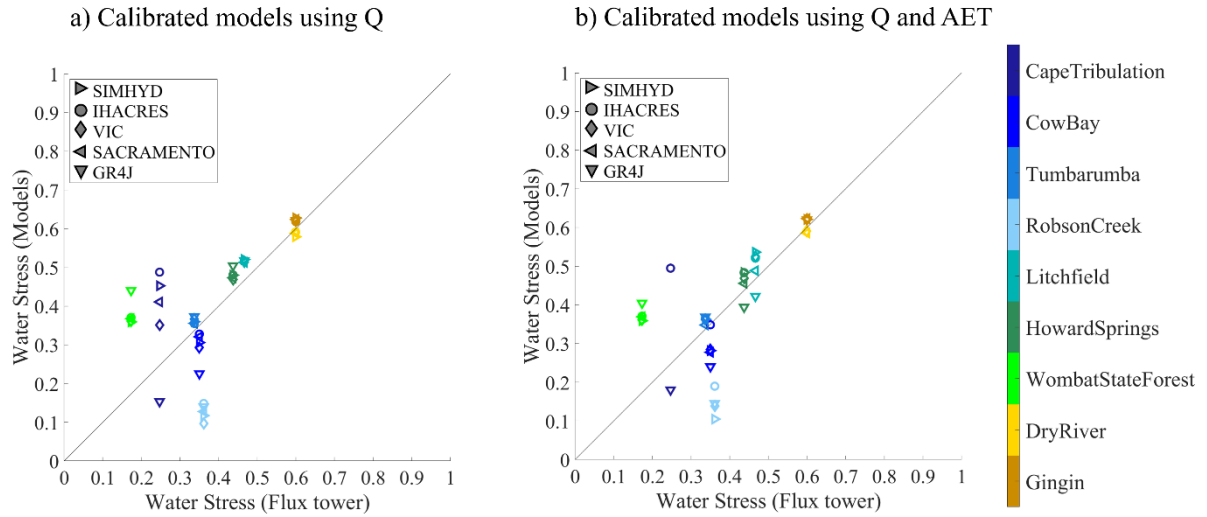 a) Calibrated models using Q
1
0.9
0.8
0.7
0.6
0.5
0.4
0.3
0.2
0.1
0
Water Stress (Models)
SIMHYD
IHACRES
VIC
SACRAMENTO
GR4J
0 0.1 0.2 0.3 0.4 0.5 0.6 0.7 0.8 0.9 1
Water Stress (Flux tower)
b) Calibrated models using Q and AET
1
0.9
0.8
0.7
0.6
0.5
0.4
0.3
0.2
0.1
0
Water Stress (Models)
SIMHYD
IHACRES
VIC
SACRAMENTO
GR4J
0 0.1 0.2 0.3 0.4 0.5 0.6 0.7 0.8 0.9 1
Water Stress (Flux tower)
CapeTribulation
CowBay
Tumbarumba
RobsonCreek
Litchfield
HowardSprings
WombatStateForest
DryRiver
Gingin